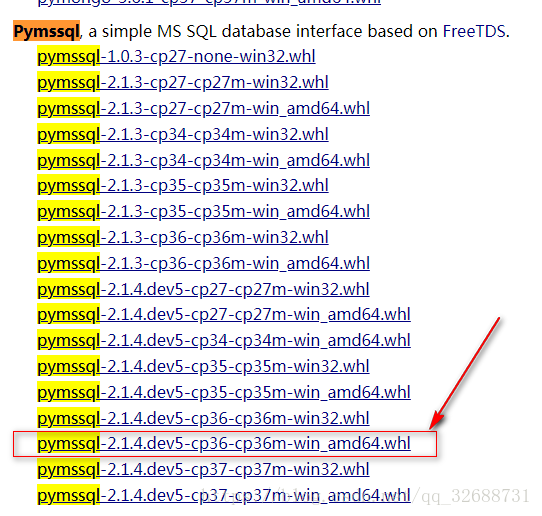 Pymssql, a simple MS SQL database interface based on FreeTDS.
pymssql-1.0.3-cp27-none-win32.whl
pymssql-2.1.3-cp27-cp27m-win32.whl
pymssql-2.1.3-cp27-cp27m-win_amd64.whl
pymssql-2.1.3-cp34-cp34m-win32.whl
pymssql-2.1.3-cp34-cp34m-win_amd64.whl
pymssql-2.1.3-cp35-cp35m-win32.whl
pymssql-2.1.3-cp35-cp35m-win_amd64.whl
pymssql-2.1.3-cp36-cp36m-win32.whl
pymssql-2.1.3-cp36-cp36m-win_amd64.whl
pymssql-2.1.4.dev5-cp27-cp27m-win32.whl
pymssql-2.1.4.dev5-cp27-cp27m-win_amd64.whl
pymssql-2.1.4.dev5-cp34-cp34m-win_amd64.whl
pymssql-2.1.4.dev5-cp35-cp35m-win32.whl
pymssql-2.1.4.dev5-cp35-cp35m-win_amd64.whl
pymssql-2.1.4.dev5-cp36-cp36m-win32.whl
pymssql-2.1.4.dev5-cp36-cp36m-win_amd64.whl
pymssql-2.1.4.dev5-cp37-cp37m-win32.whl
pymssql-2.1.4.dev5-cp37-cp37m-win_amd64.whl
qq_32688731